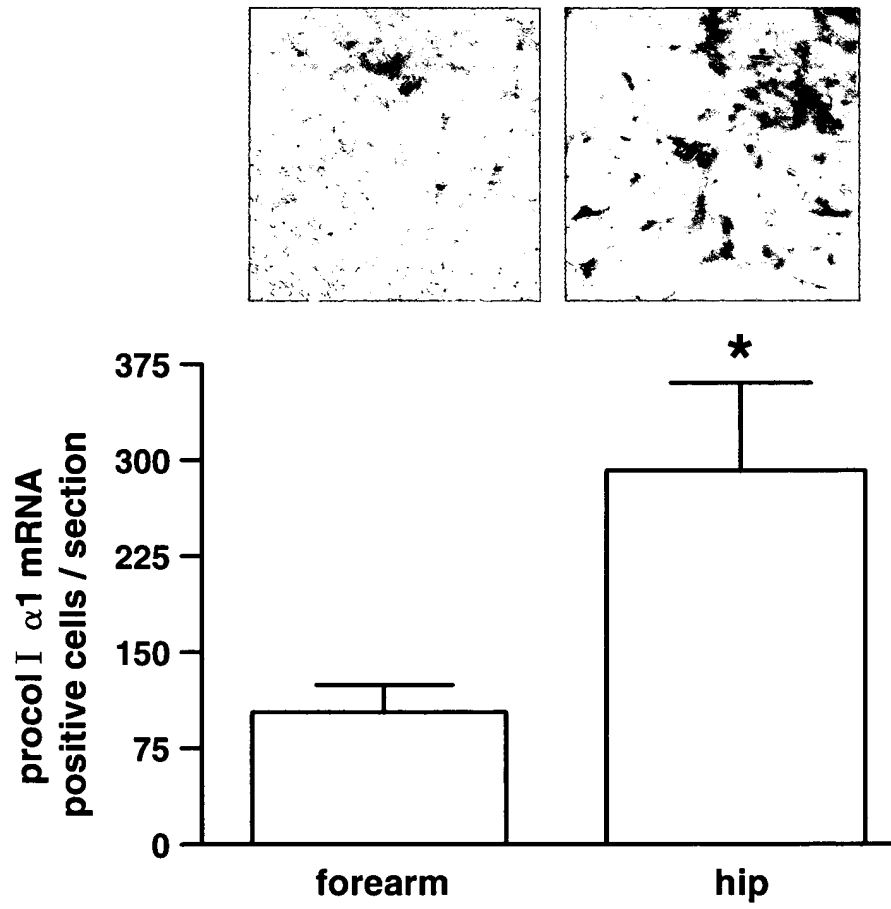 *
375
300
225
150
75
0
procol I α1 mRNA
positive cells / section
forearm
hip